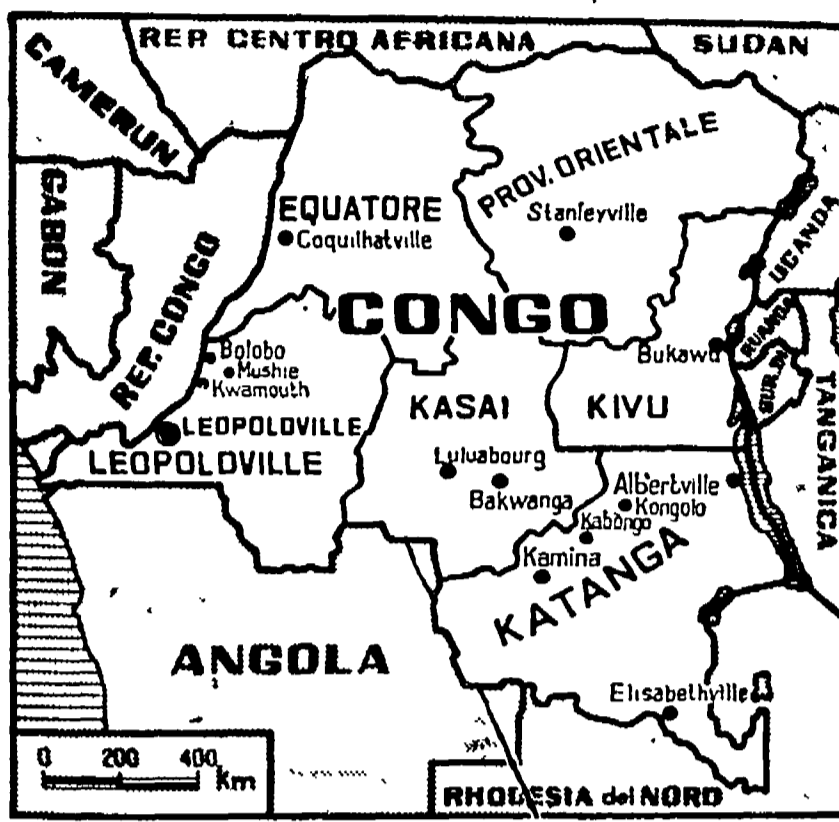 REP. CENTRO AFRICANA
SUDAN
CAMERUN
GABON
REP. CONGO
EQUATORE
Coquilhatville
PROV. ORIENTALE
Stanleyville
UGANDA
CONGO
RUANDA
Bukawu
Bolobo
Mushie
Kwamouth
LEOPOLDVILLE
LEOPOLDVILLE
KASAI
KIVU
TANGANICA
Luluabourg
Bakwanga
Albertville
Kongolo
Kabongo
Kamina
KATANGA
ANGOLA
Elisabethville
0 200 400
Km
RHODESIA del NORD